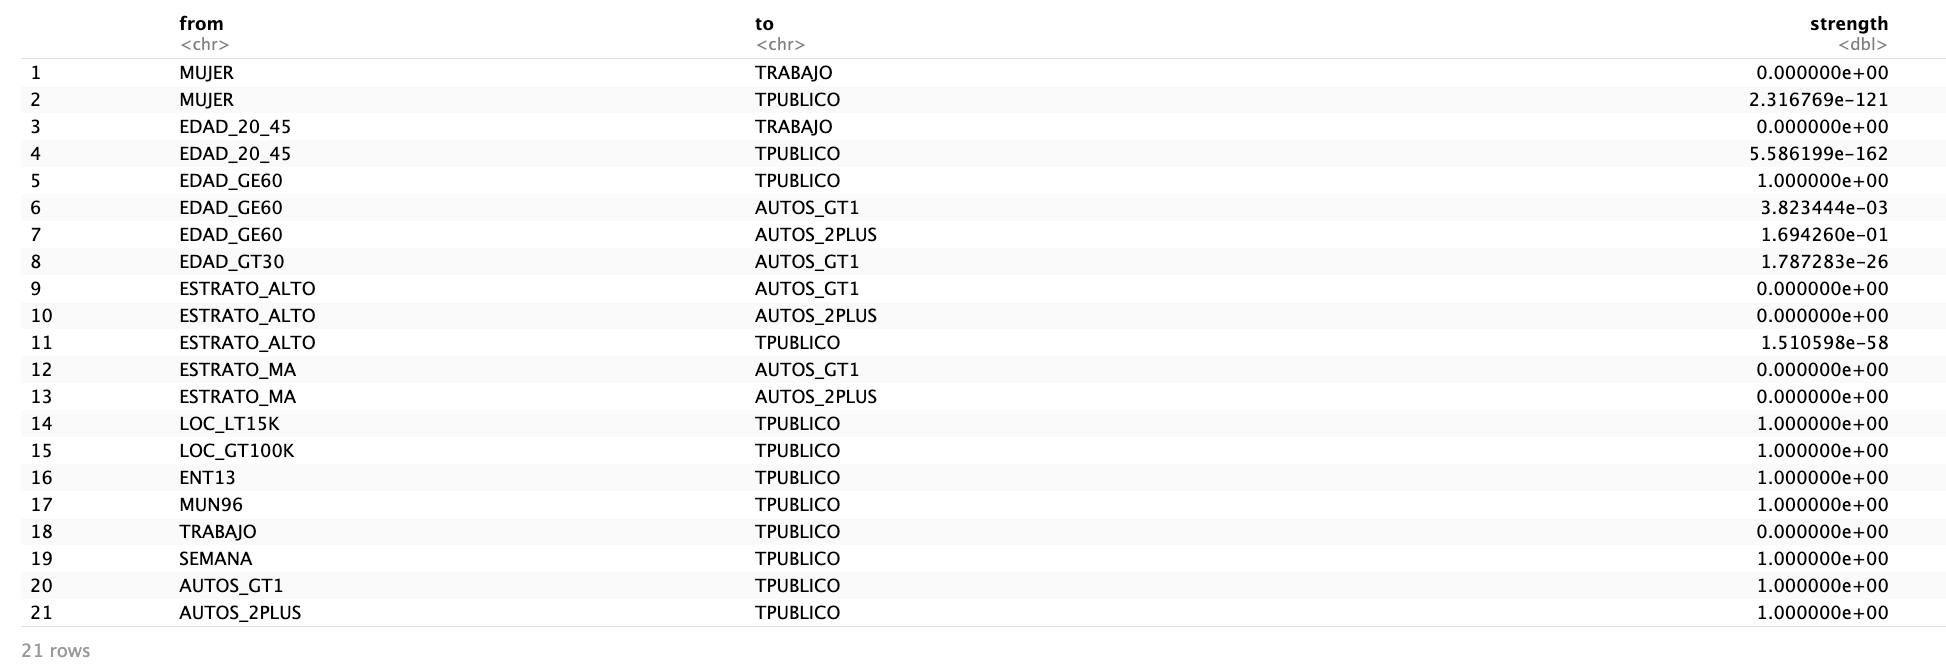 from to strength
<chr> <chr> <dbl>
1 MUJER TRABAJO 0.000000e+00
2 MUJER TPUBLICO 2.316769e-121
3 EDAD_20_45 TRABAJO 0.000000e+00
4 EDAD_20_45 TPUBLICO 5.586199e-162
5 EDAD_GE60 TPUBLICO 1.000000e+00
6 EDAD_GE60 AUTOS_GT1 3.823444e-03
7 EDAD_GE60 AUTOS_2PLUS 1.694260e-01
8 EDAD_GT30 AUTOS_GT1 1.787283e-26
9 ESTRATO_ALTO AUTOS_GT1 0.000000e+00
10 ESTRATO_ALTO AUTOS_2PLUS 0.000000e+00
11 ESTRATO_ALTO TPUBLICO 1.510598e-58
12 ESTRATO_MA AUTOS_GT1 0.000000e+00
13 ESTRATO_MA AUTOS_2PLUS 0.000000e+00
14 LOC_LT15K TPUBLICO 1.000000e+00
15 LOC_GT100K TPUBLICO 1.000000e+00
16 ENT13 TPUBLICO 1.000000e+00
17 MUN96 TPUBLICO 1.000000e+00
18 TRABAJO TPUBLICO 0.000000e+00
19 SEMANA TPUBLICO 1.000000e+00
20 AUTOS_GT1 TPUBLICO 1.000000e+00
21 AUTOS_2PLUS TPUBLICO 1.000000e+00
21 rows